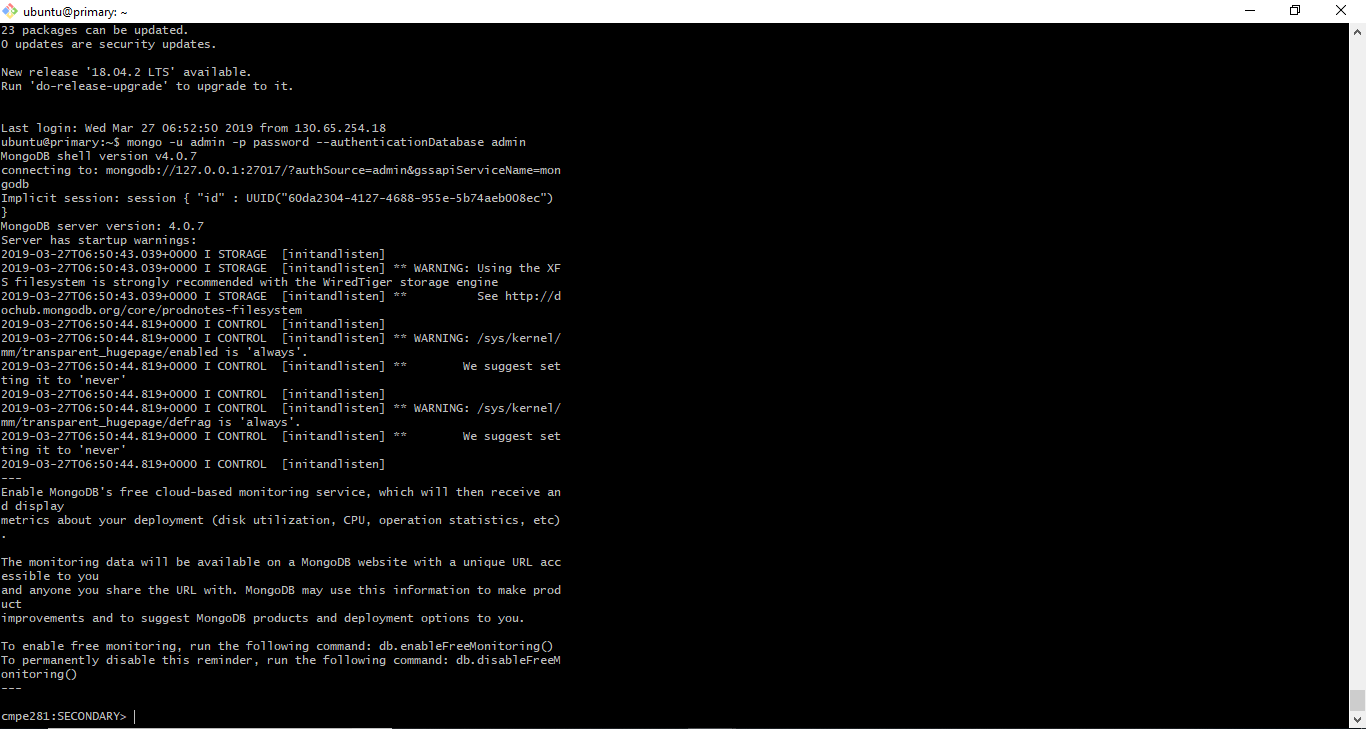 ubuntu@primary: ~
23 packages can be updated.
0 updates are security updates.
New release '18.04.2 LTS' available.
Run 'do-release-upgrade' to upgrade to it.
Last login: Wed Mar 27 06:52:50 2019 from 130.65.254.18
ubuntu@primary:~$ mongo -u admin -p password --authenticationDatabase admin
MongoDB shell version v4.0.7
connecting to: mongodb://127.0.0.1:27017/?authSource=admin&gssapiServiceName=mon
godb
Implicit session: session { "id" : UUID("60da2304-4127-4688-955e-5b74aeb008ec")
}
MongoDB server version: 4.0.7
Server has startup warnings:
2019-03-27T06:50:43.039+0000 I STORAGE  [initandlisten]
2019-03-27T06:50:43.039+0000 I STORAGE  [initandlisten] ** WARNING: Using the XF
S filesystem is strongly recommended with the WiredTiger storage engine
2019-03-27T06:50:43.039+0000 I STORAGE  [initandlisten] **          See http://d
ochub.mongodb.org/core/prodnotes-filesystem
2019-03-27T06:50:44.819+0000 I CONTROL  [initandlisten]
2019-03-27T06:50:44.819+0000 I CONTROL  [initandlisten] ** WARNING: /sys/kernel/
mm/transparent_hugepage/enabled is 'always'.
2019-03-27T06:50:44.819+0000 I CONTROL  [initandlisten] **        We suggest set
ting it to 'never'
2019-03-27T06:50:44.819+0000 I CONTROL  [initandlisten]
2019-03-27T06:50:44.819+0000 I CONTROL  [initandlisten] ** WARNING: /sys/kernel/
mm/transparent_hugepage/defrag is 'always'.
2019-03-27T06:50:44.819+0000 I CONTROL  [initandlisten] **        We suggest set
ting it to 'never'
2019-03-27T06:50:44.819+0000 I CONTROL  [initandlisten]
---
Enable MongoDB's free cloud-based monitoring service, which will then receive an
d display
metrics about your deployment (disk utilization, CPU, operation statistics, etc)
.
The monitoring data will be available on a MongoDB website with a unique URL acc
essible to you
and anyone you share the URL with. MongoDB may use this information to make prod
uct
improvements and to suggest MongoDB products and deployment options to you.
To enable free monitoring, run the following command: db.enableFreeMonitoring()
To permanently disable this reminder, run the following command: db.disableFreeM
onitoring()
---
cmpe281:SECONDARY>